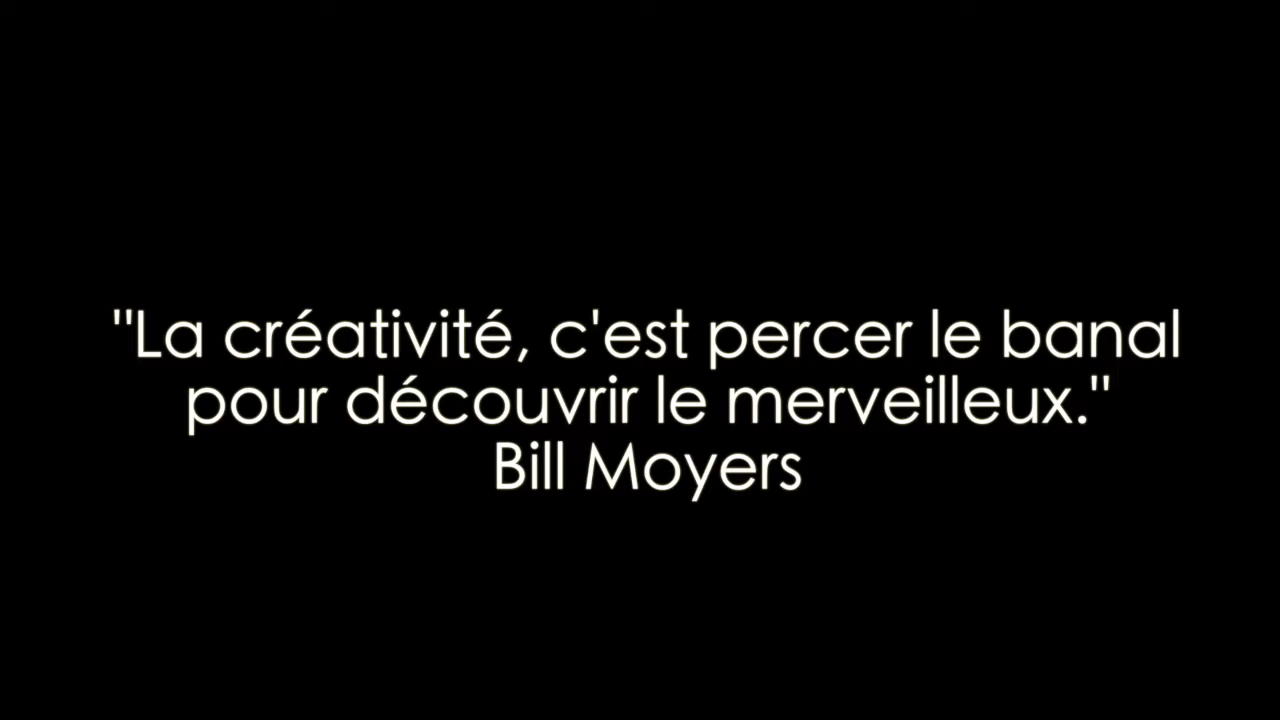 "La créativité, c'est percer le banal
pour découvrir le merveilleux."
Bill Moyers